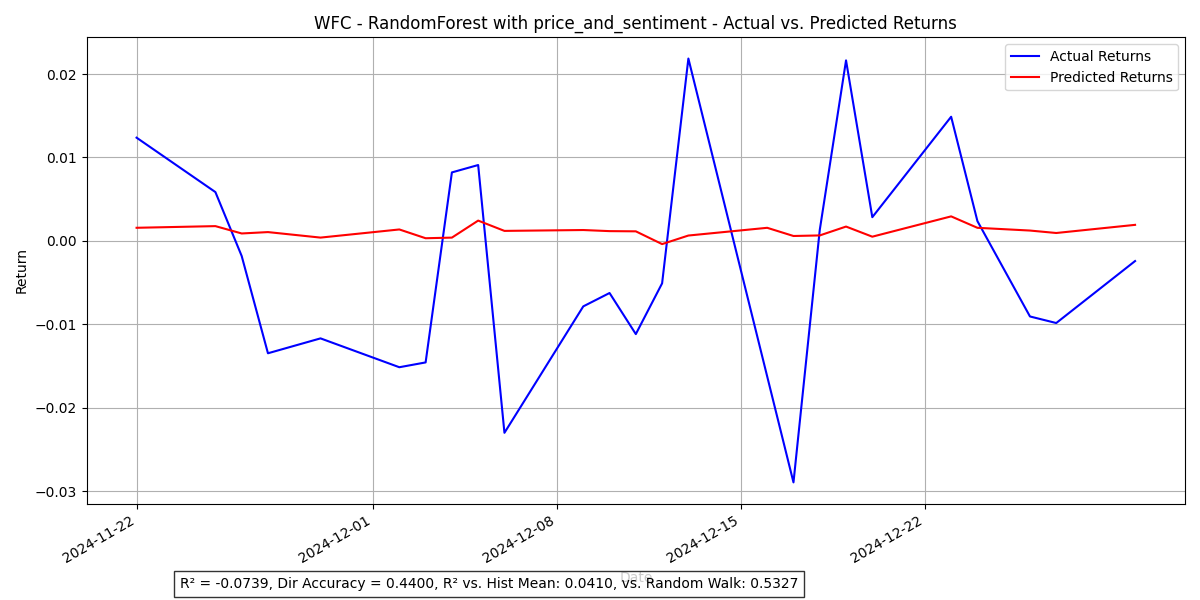 WFC - RandomForest with price_and_sentiment - Actual vs. Predicted Returns
Actual Returns
Predicted Returns
0.02
0.01
0.00
−0.01
−0.02
−0.03
Return
2024-11-22
2024-12-01
2024-12-08
2024-12-15
2024-12-22
Date
R² = -0.0739, Dir Accuracy = 0.4400, R² vs. Hist Mean: 0.0410, vs. Random Walk: 0.5327